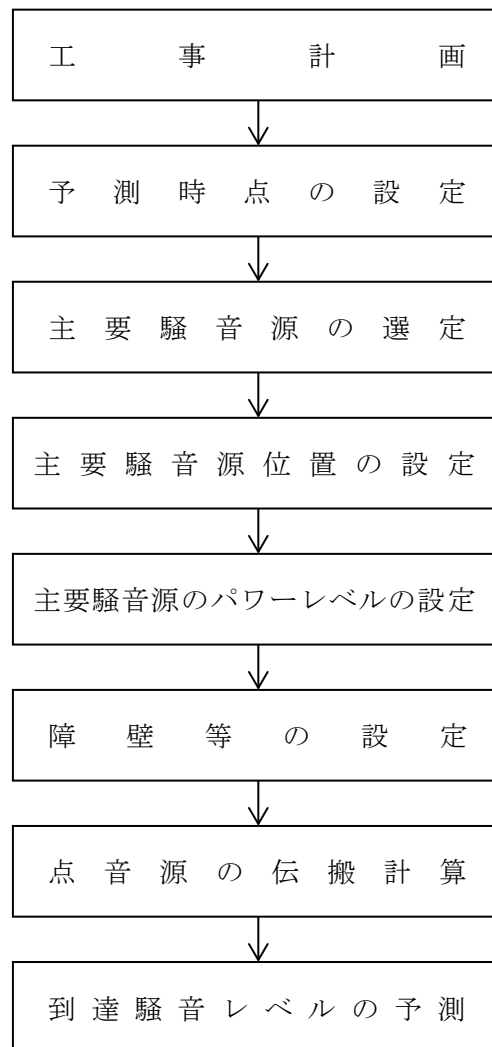 工事計画
予測時点の設定
主要騒音源の選定
主要騒音源位置の設定
主要騒音源のパワーレベルの設定
障壁等の設定
点音源の伝搬計算
到達騒音レベルの予測